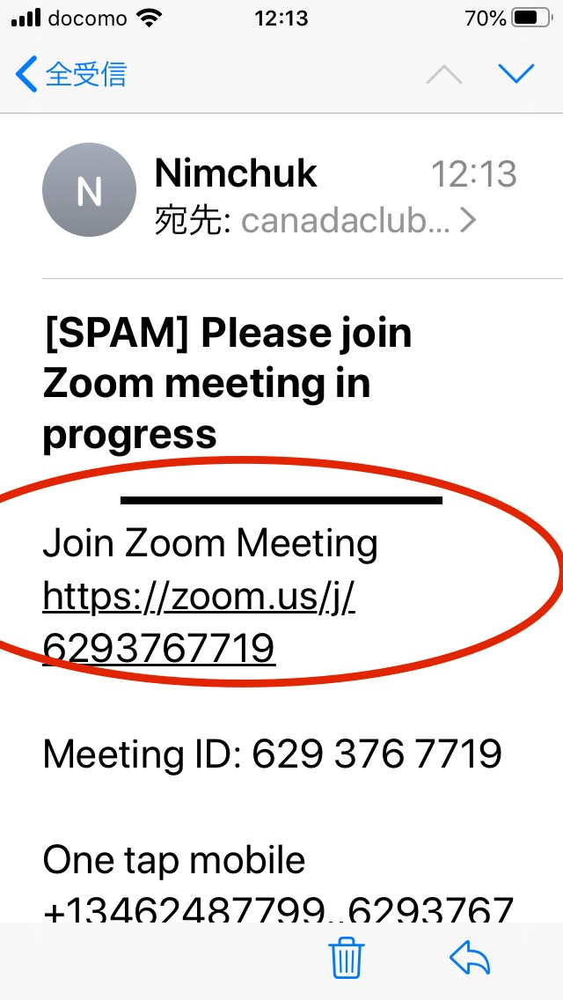 docomo 12:13 70%
全受信
N
Nimchuk 12:13
宛先: canadaclub...
[SPAM] Please join
Zoom meeting in
progress
Join Zoom Meeting
https://zoom.us/j/
6293767719
Meeting ID: 629 376 7719
One tap mobile
+13462487799,,6293767